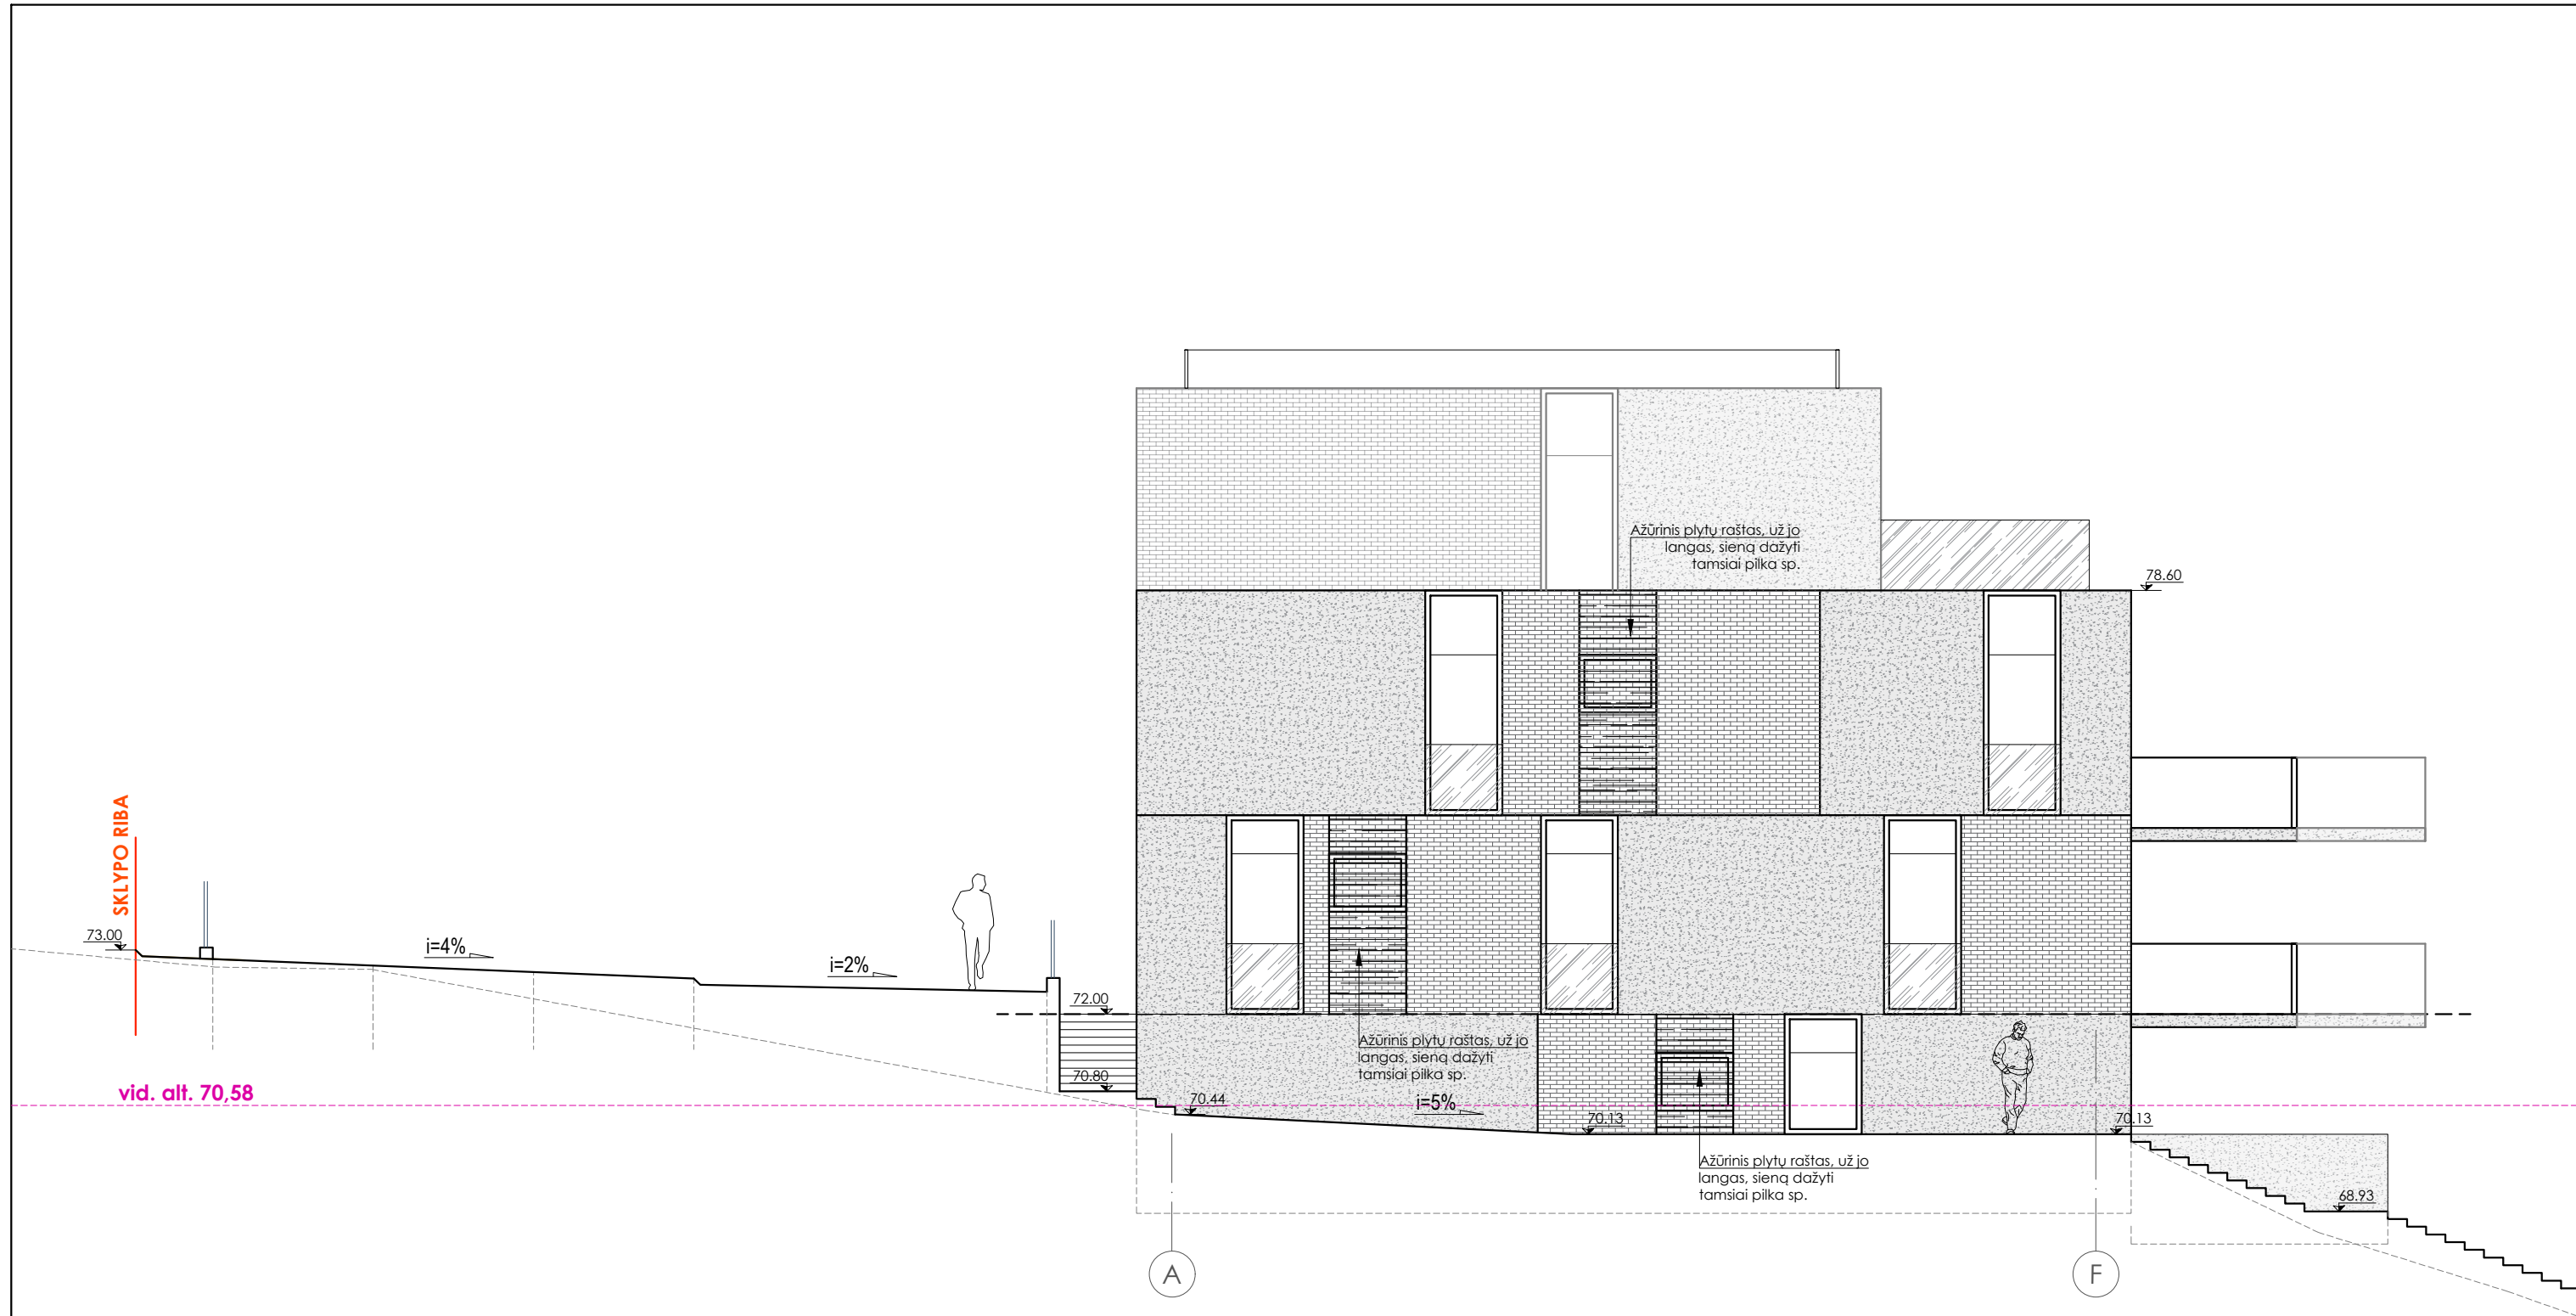 Ažūrinis plytų raštas, už jo
langas, sieną dažyti
tamsiai pilka sp.
78.60
SKLYPO RIBA
73.00
i=4%
i=2%
72.00
70.80
Ažūrinis plytų raštas, už jo
langas, sieną dažyti
tamsiai pilka sp.
vid. alt. 70,58
70.44
i=5%
70.13
70.13
Ažūrinis plytų raštas, už jo
langas, sieną dažyti
tamsiai pilka sp.
68.93
A
F